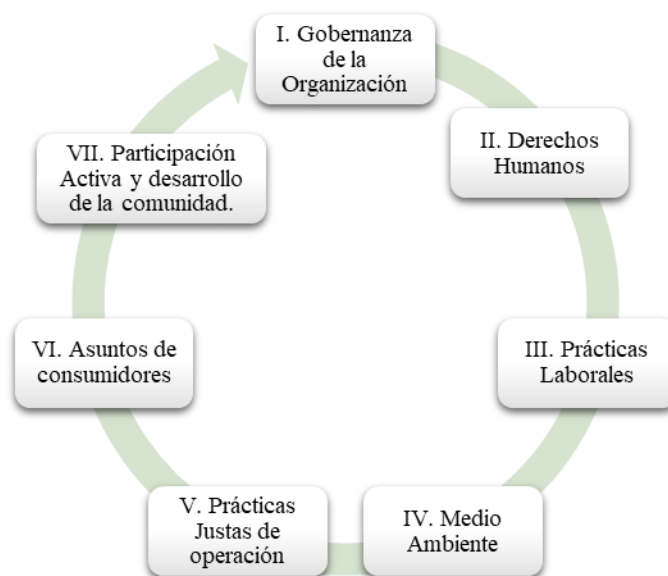 I. Gobernanza
de la
Organización
II. Derechos
Humanos
III. Prácticas
Laborales
IV. Medio
Ambiente
V. Prácticas
Justas de
operación
VI. Asuntos de
consumidores
VII. Participación
Activa y desarrollo
de la comunidad.